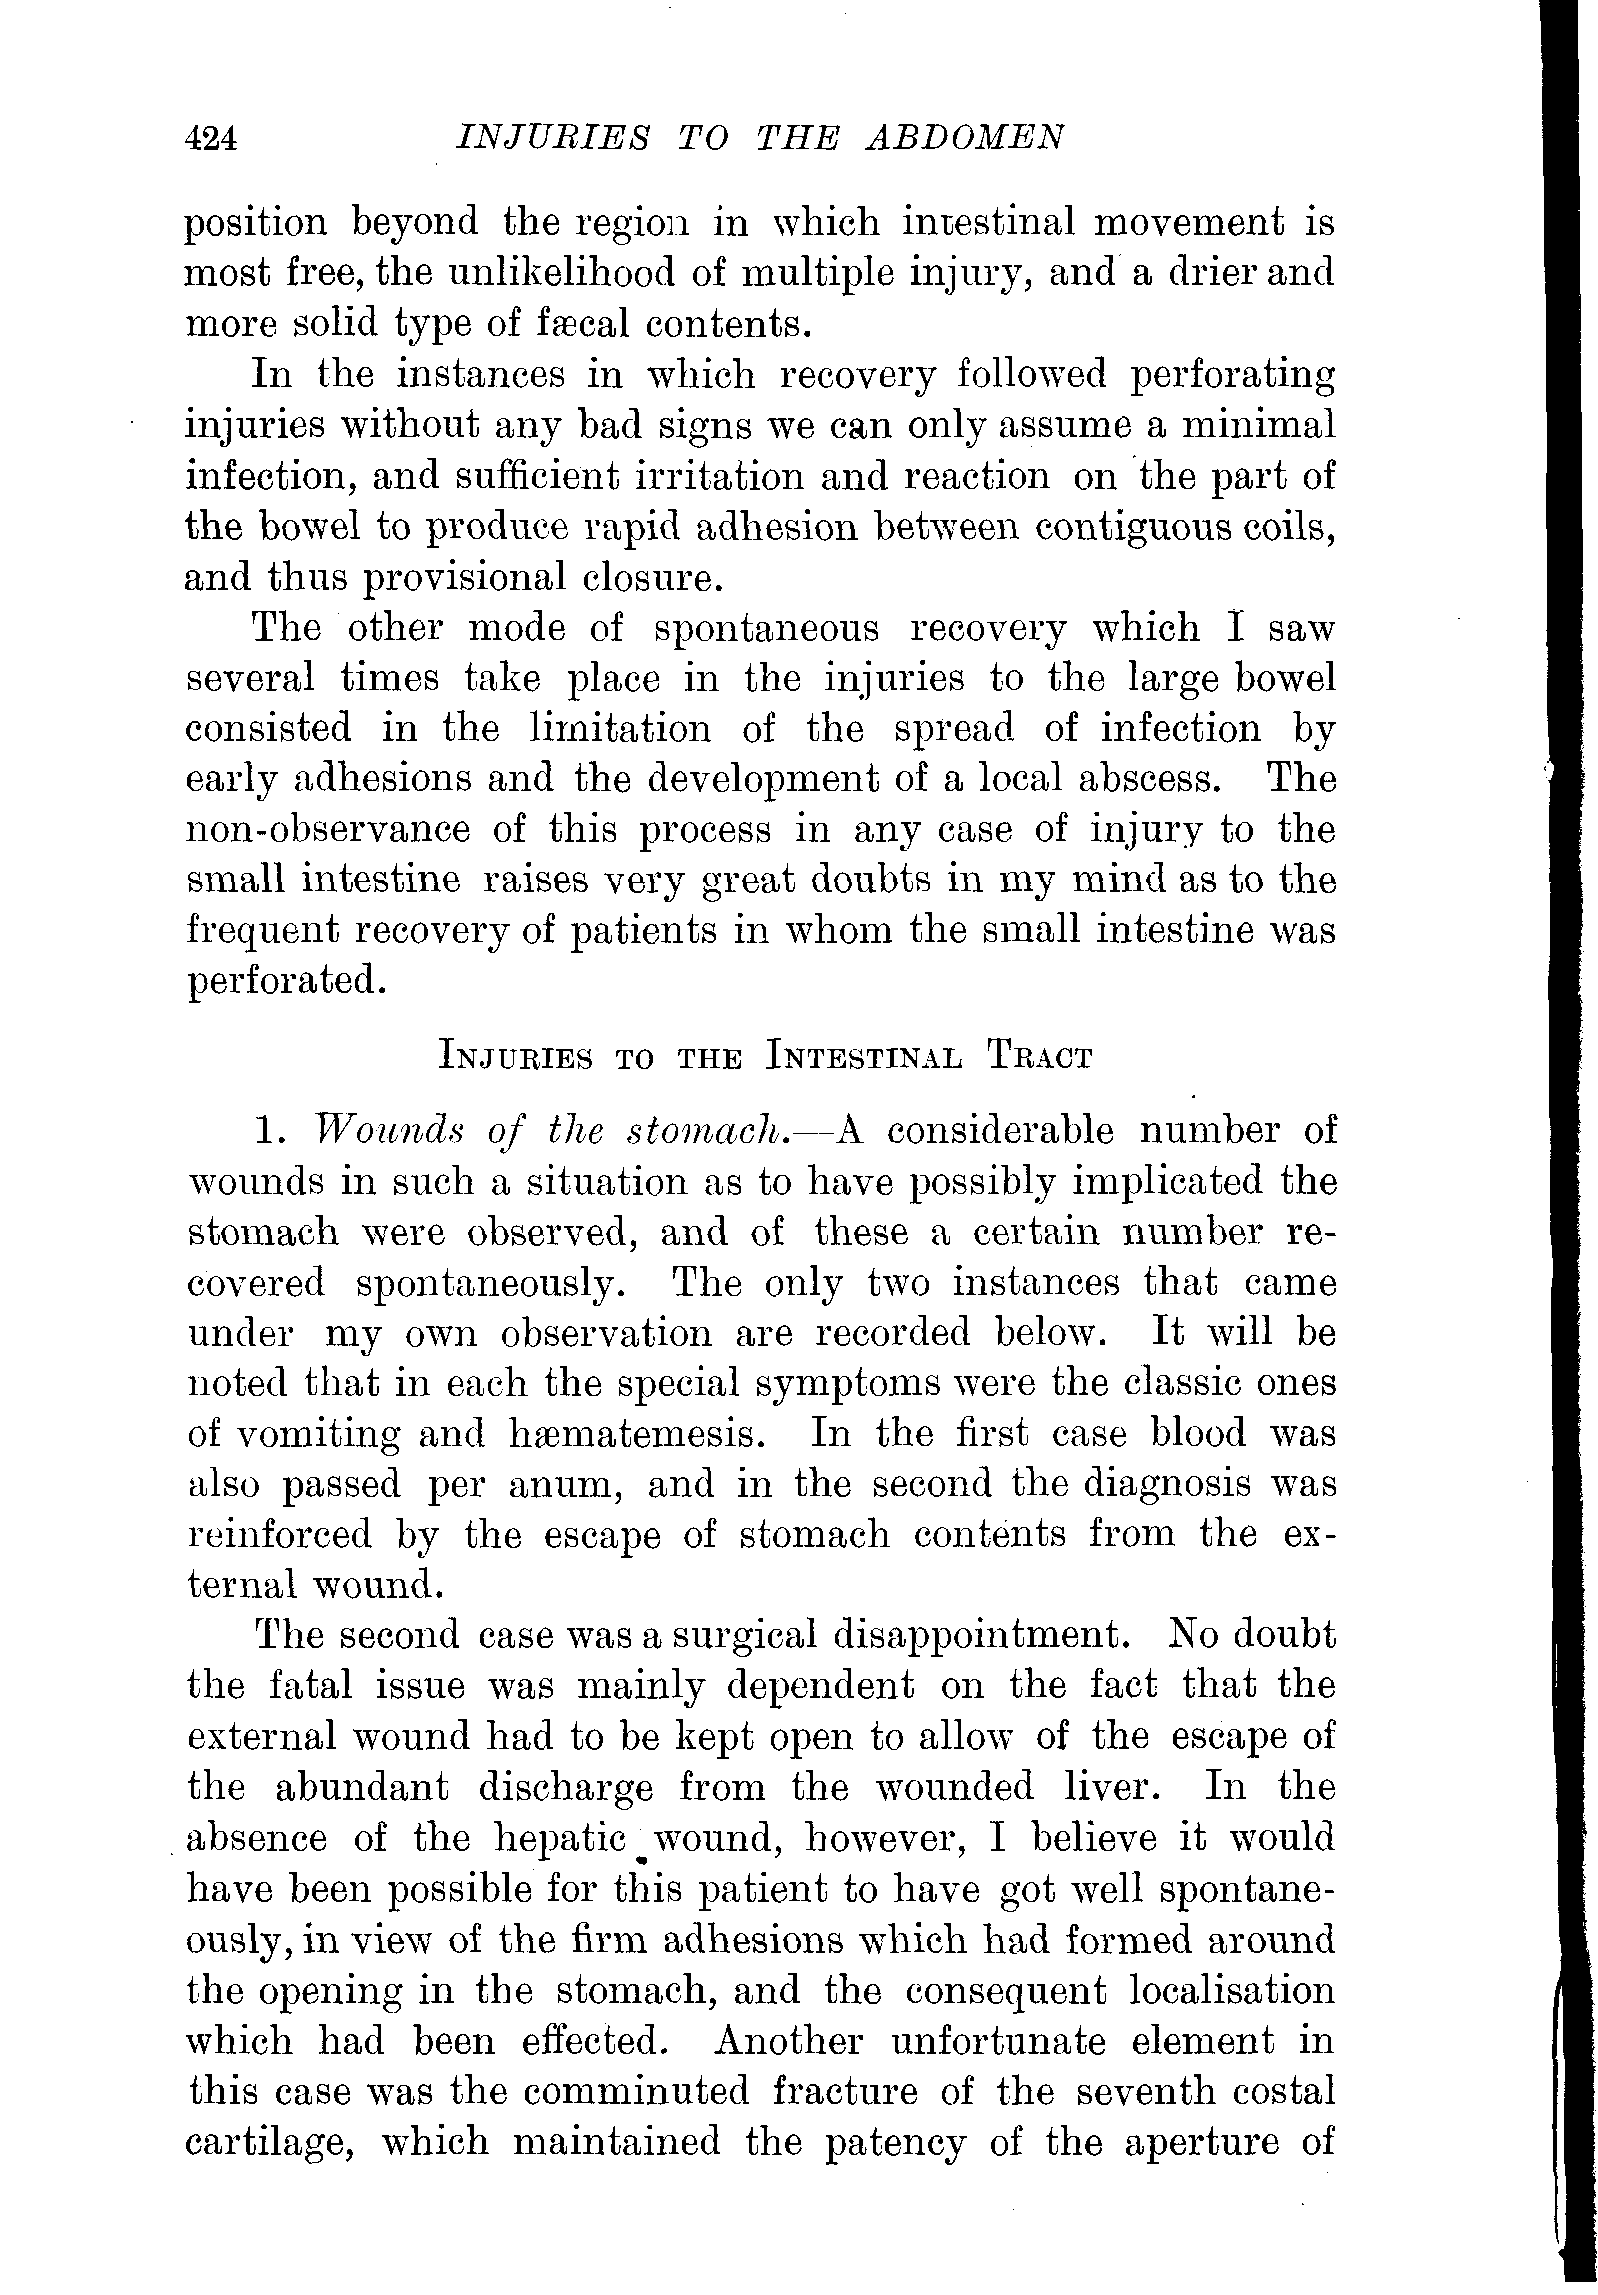 424 INJURIES TO THE ABDOMEN
position beyond the region in which intestinal movement is
most free, the unlikelihood of multiple injury, and a drier and
more solid type of fæcal contents.
In the instances in which recovery followed perforating
injuries without any bad signs we can only assume a minimal
infection, and sufficient irritation and reaction on the part of
the bowel to produce rapid adhesion between contiguous coils,
and thus provisional closure.
The other mode of spontaneous recovery which I saw
several times take place in the injuries to the large bowel
consisted in the limitation of the spread of infection by
early adhesions and the development of a local abscess. The
non-observance of this process in any case of injury to the
small intestine raises very great doubts in my mind as to the
frequent recovery of patients in whom the small intestine was
perforated.
INJURIES TO THE INTESTINAL TRACT
1. Wounds of the stomach.—A considerable number of
wounds in such a situation as to have possibly implicated the
stomach were observed, and of these a certain number re-
covered spontaneously. The only two instances that came
under my own observation are recorded below. It will be
noted that in each the special symptoms were the classic ones
of vomiting and hæmatemesis. In the first case blood was
also passed per anum, and in the second the diagnosis was
reinforced by the escape of stomach contents from the ex-
ternal wound.
The second case was a surgical disappointment. No doubt
the fatal issue was mainly dependent on the fact that the
external wound had to be kept open to allow of the escape of
the abundant discharge from the wounded liver. In the
absence of the hepatic wound, however, I believe it would
have been possible for this patient to have got well spontane-
ously, in view of the firm adhesions which had formed around
the opening in the stomach, and the consequent localisation
which had been effected. Another unfortunate element in
this case was the comminuted fracture of the seventh costal
cartilage, which maintained the patency of the aperture of